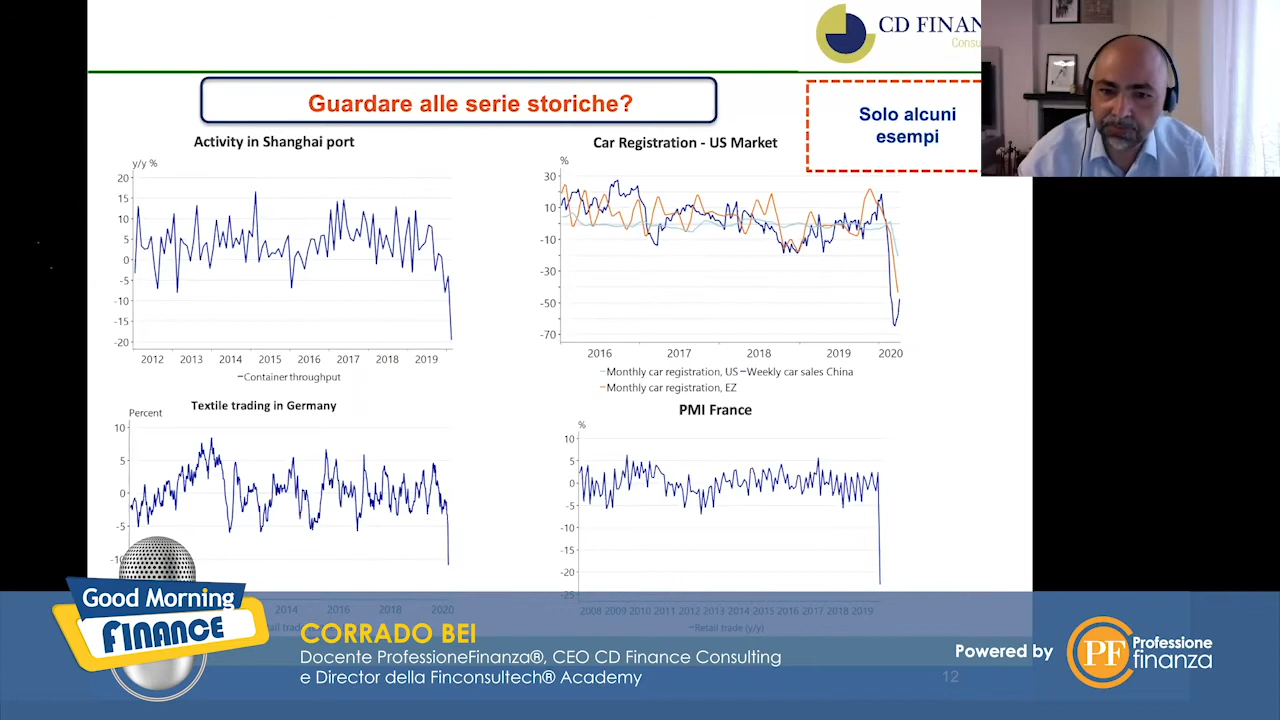 CD FINAN
Consu
Guardare alle serie storiche?
Solo alcuni
esempi
Activity in Shanghai port
y/y %
20
15
10
5
0
-5
-10
-15
-20
2012 2013 2014 2015 2016 2017 2018 2019
Container throughput
Car Registration - US Market
%
30
10
-10
-30
-50
-70
2016 2017 2018 2019 2020
Monthly car registration, US Weekly car sales China
Monthly car registration, EZ
Textile trading in Germany
Percent
10
5
0
-5
-10
2014 2016 2018 2020
PMI France
%
10
5
0
-5
-10
-15
-20
-25
2008 2009 2010 2011 2012 2013 2014 2015 2016 2017 2018 2019
Retail trade (y/y)
Good Morning
FINANCE
CORRADO BEI
Docente ProfessioneFinanza®, CEO CD Finance Consulting
e Director della Finconsultech® Academy
Powered by
PF
Professione
finanza
12